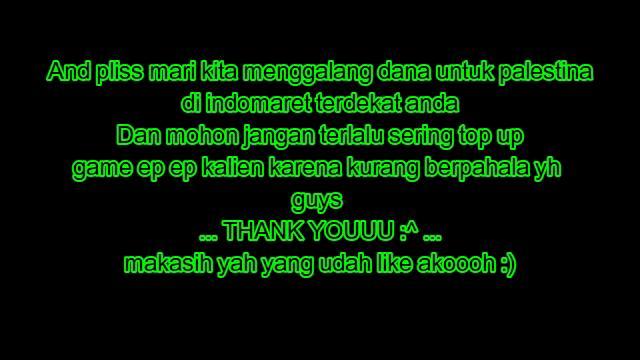 And pliss mari kita menggalang dana untuk palestina
di indomaret terdekat anda
Dan mohon jangan terlalu sering top up
game ep ep kalien karena kurang berpahala yh
guys
... THANK YOUUU :^ ...
makasih yah yang udah like akoooh :)